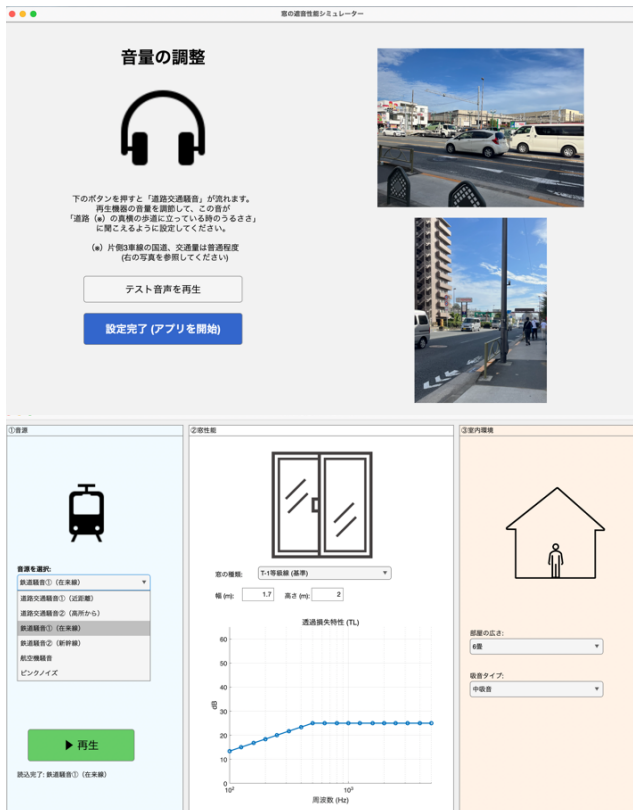 窓の遮音性能シミュレーター
音量の調整
下のボタンを押すと「道路交通騒音」が流れます。
再生機器の音量を調節して、この音が
「道路（※）の真横の歩道に立っている時のうるささ」
に聞こえるように設定してください。
（※）片側3車線の国道、交通量は普通程度
(右の写真を参照してください)
テスト音声を再生
設定完了 (アプリを開始)
①音源
音源を選択:
鉄道騒音①（在来線）
道路交通騒音①（近距離）
道路交通騒音②（高所から）
鉄道騒音①（在来線）
鉄道騒音②（新幹線）
航空機騒音
ピンクノイズ
再生
読込完了: 鉄道騒音①（在来線）
②窓性能
窓の種類:
T-1等級線 (基準)
幅 (m):
1.7
高さ (m):
2
透過損失特性 (TL)
60
50
40
30
20
10
0
dB
10²
10³
周波数 (Hz)
③室内環境
部屋の広さ:
6畳
吸音タイプ:
中吸音